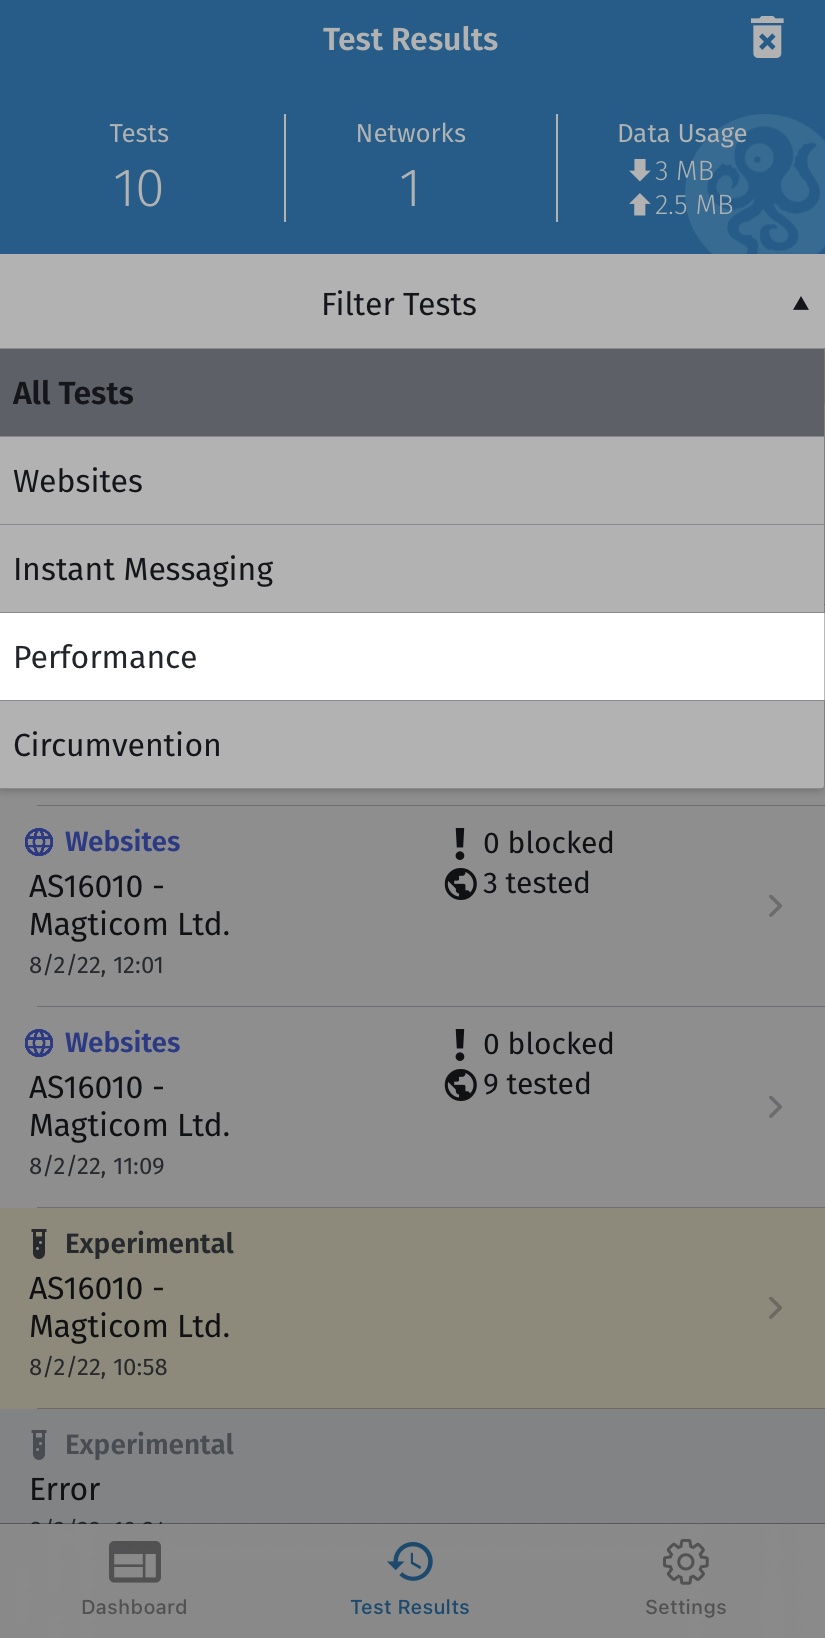 Test Results
Tests
10
Networks
1
Data Usage
3 MB
2.5 MB
Filter Tests
All Tests
Websites
Instant Messaging
Performance
Circumvention
Websites
AS16010 -
Magticom Ltd.
8/2/22, 12:01
0 blocked
3 tested
Websites
AS16010 -
Magticom Ltd.
8/2/22, 11:09
0 blocked
9 tested
Experimental
AS16010 -
Magticom Ltd.
8/2/22, 10:58
Experimental
Error
Dashboard
Test Results
Settings